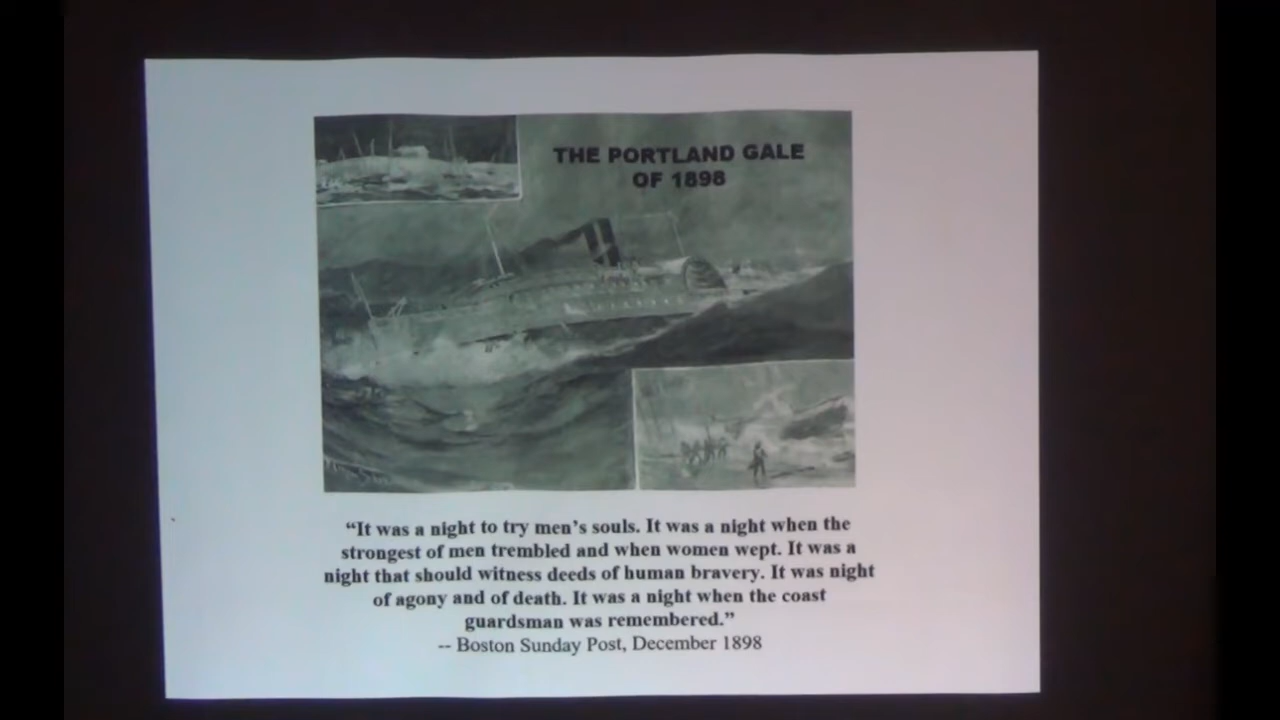 THE PORTLAND GALE
OF 1898
“It was a night to try men’s souls. It was a night when the
strongest of men trembled and when women wept. It was a
night that should witness deeds of human bravery. It was night
of agony and of death. It was a night when the coast
guardsman was remembered.”
-- Boston Sunday Post, December 1898